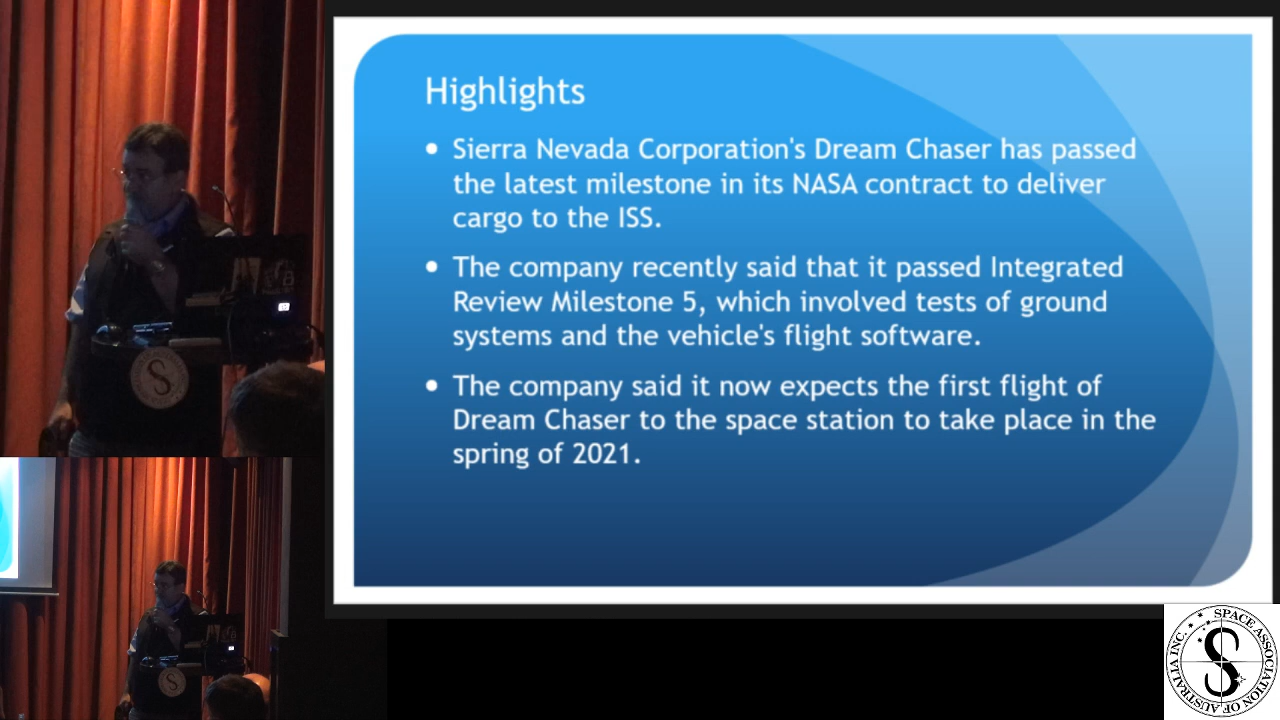 Highlights
Sierra Nevada Corporation's Dream Chaser has passed
the latest milestone in its NASA contract to deliver
cargo to the ISS.
The company recently said that it passed Integrated
Review Milestone 5, which involved tests of ground
systems and the vehicle's flight software.
The company said it now expects the first flight of
Dream Chaser to the space station to take place in the
spring of 2021.
SPACE ASSOCIATION OF AUSTRALIA INC.
S